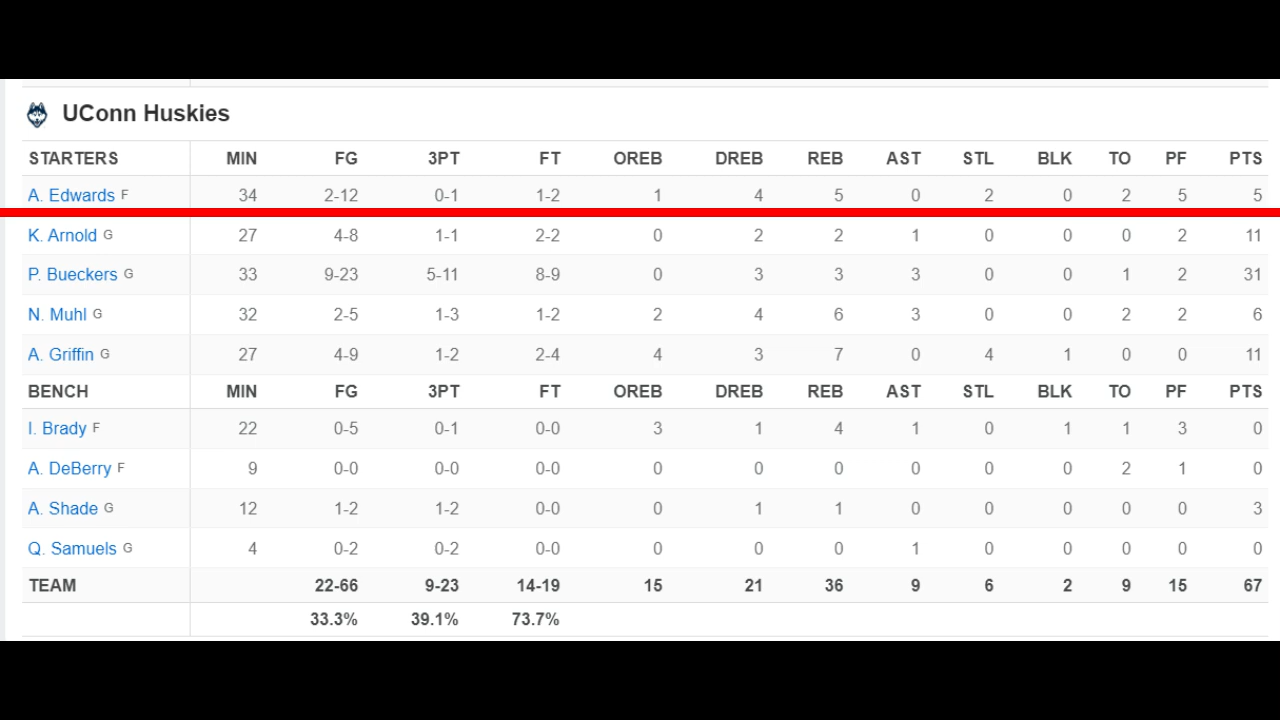 UConn Huskies
STARTERS MIN FG 3PT FT OREB DREB REB AST STL BLK TO PF PTS
A. Edwards F 34 2-12 0-1 1-2 1 4 5 0 2 0 2 5 5
K. Arnold G 27 4-8 1-1 2-2 0 2 2 1 0 0 0 2 11
P. Bueckers G 33 9-23 5-11 8-9 0 3 3 3 0 0 1 2 31
N. Muhl G 32 2-5 1-3 1-2 2 4 6 3 0 0 2 2 6
A. Griffin G 27 4-9 1-2 2-4 4 3 7 0 4 1 0 0 11
BENCH MIN FG 3PT FT OREB DREB REB AST STL BLK TO PF PTS
I. Brady F 22 0-5 0-1 0-0 3 1 4 1 0 1 1 3 0
A. DeBerry F 9 0-0 0-0 0-0 0 0 0 0 0 0 2 1 0
A. Shade G 12 1-2 1-2 0-0 0 1 1 0 0 0 0 0 3
Q. Samuels G 4 0-2 0-2 0-0 0 0 0 1 0 0 0 0 0
TEAM 22-66 9-23 14-19 15 21 36 9 6 2 9 15 67
33.3% 39.1% 73.7%